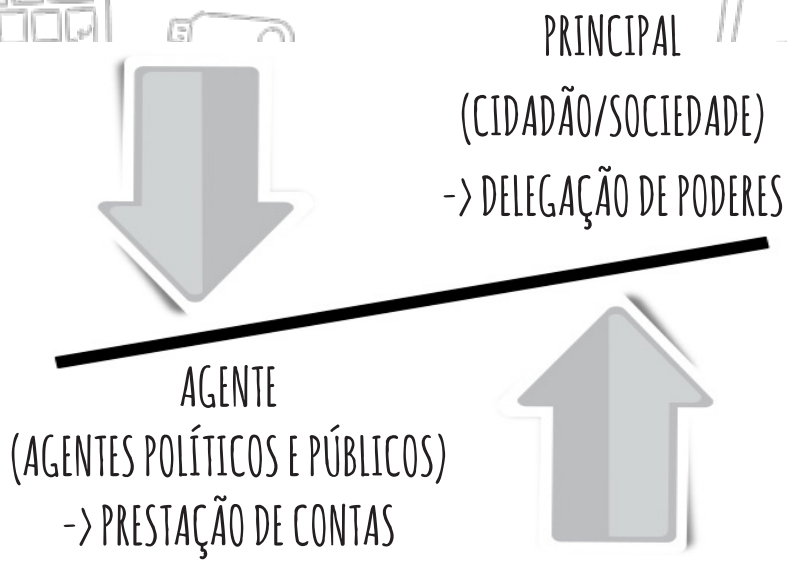 PRINCIPAL
(CIDADÃO/SOCIEDADE)
-> DELEGAÇÃO DE PODERES
AGENTE
(AGENTES POLÍTICOS E PÚBLICOS)
-> PRESTAÇÃO DE CONTAS